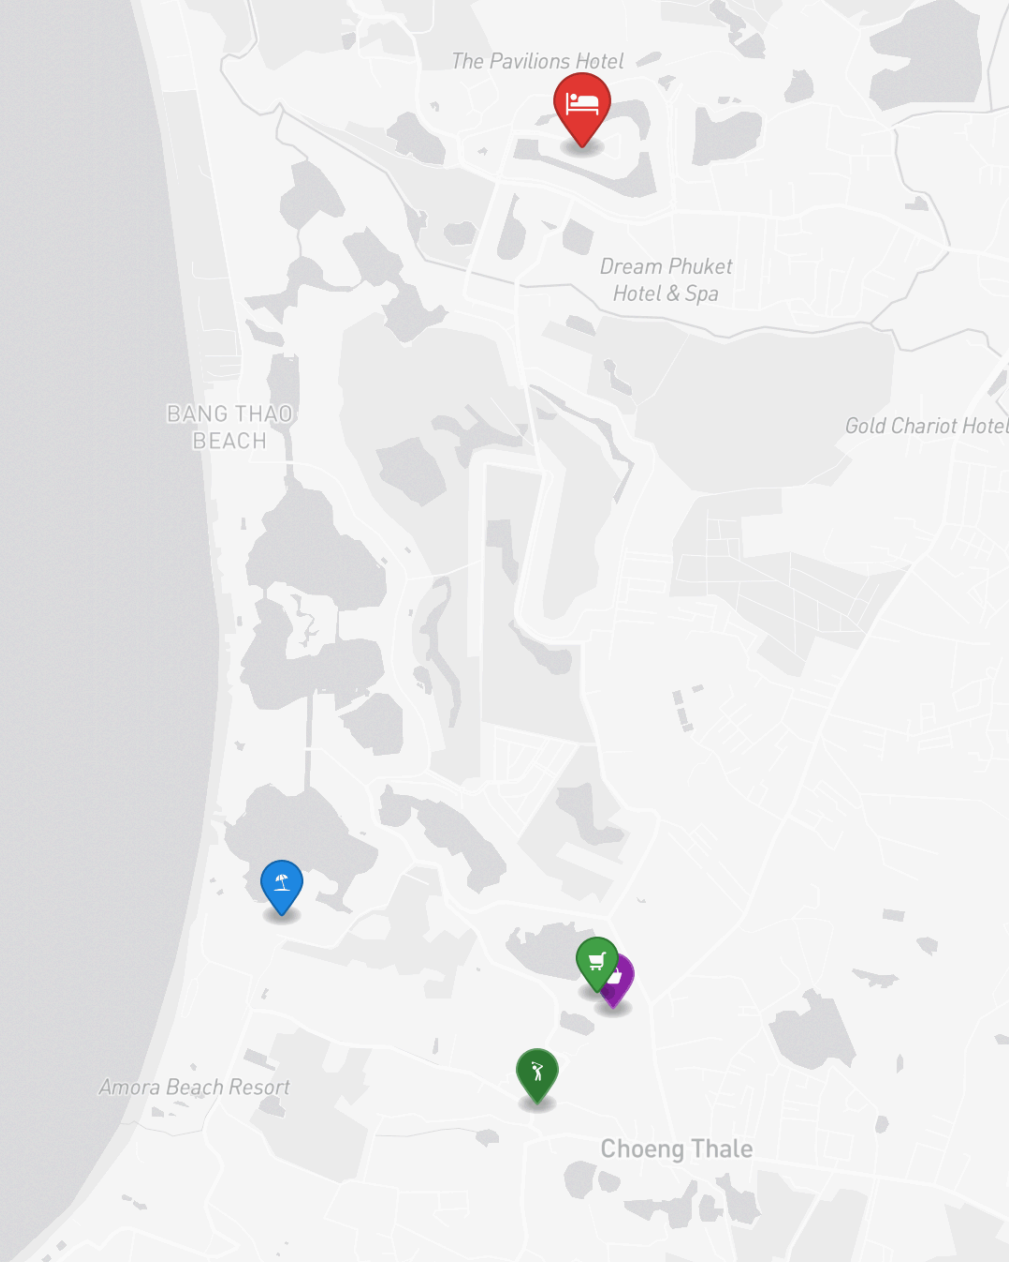 The Pavilions Hotel
Dream Phuket
Hotel & Spa
BANG THAO
BEACH
Gold Chariot Hotel
Amora Beach Resort
Choeng Thale